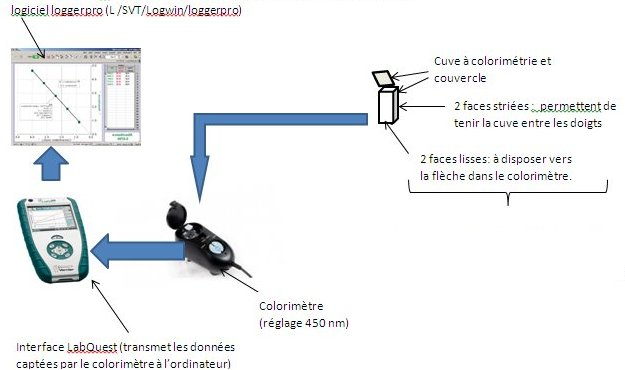 logiciel loggerpro (L /SVT/Logwin/loggerpro)
Cuve à colorimétrie et
couvercle
2 faces striées : permettent de
tenir la cuve entre les doigts
2 faces lisses: à disposer vers
la flèche dans le colorimètre.
Colorimètre
(réglage 450 nm)
Interface LabQuest (transmet les données
captées par le colorimètre à l'ordinateur)